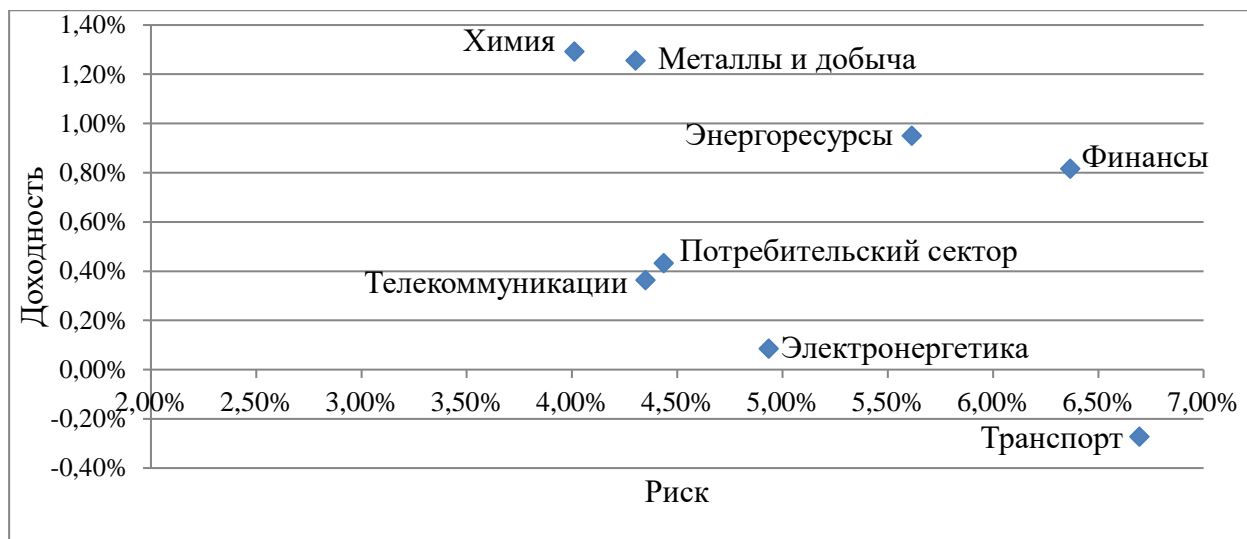 1,40%
Химия
Металлы и добыча
1,20%
1,00%
Энергоресурсы
Финансы
0,80%
0,60%
Потребительский сектор
0,40%
Телекоммуникации
0,20%
Электронергетика
0,00%
2,00% 2,50% 3,00% 3,50% 4,00% 4,50% 5,00% 5,50% 6,00% 6,50% 7,00%
-0,20%
Транспорт
-0,40%
Доходность
Риск